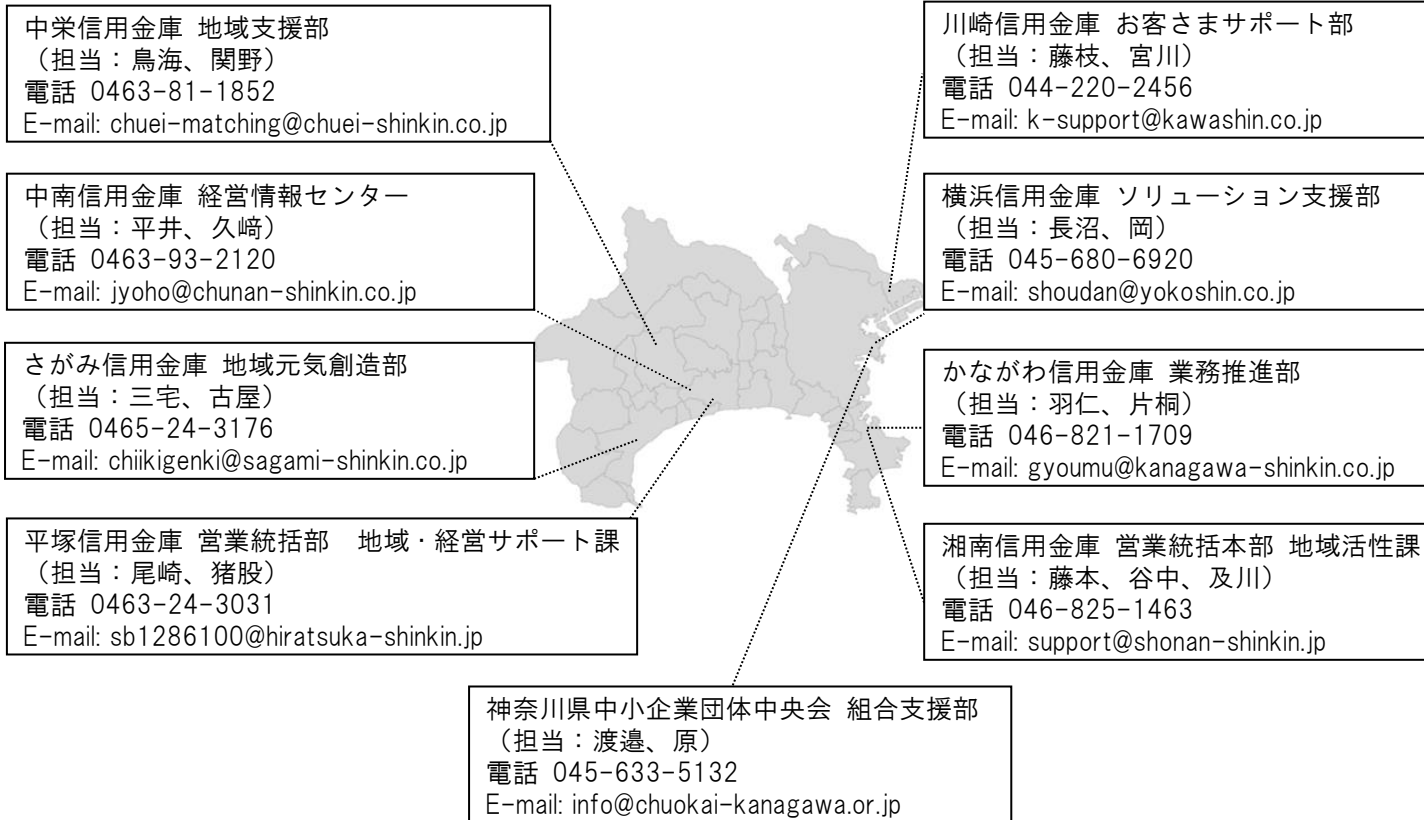 中栄信用金庫 地域支援部
（担当：鳥海、関野）
電話 0463-81-1852
E-mail: chuei-matching@chuei-shinkin.co.jp
中南信用金庫 経営情報センター
（担当：平井、久﨑）
電話 0463-93-2120
E-mail: jyoho@chunan-shinkin.co.jp
さがみ信用金庫 地域元気創造部
（担当：三宅、古屋）
電話 0465-24-3176
E-mail: chiikigenki@sagami-shinkin.co.jp
平塚信用金庫 営業統括部　地域・経営サポート課
（担当：尾崎、猪股）
電話 0463-24-3031
E-mail: sb1286100@hiratsuka-shinkin.jp
川崎信用金庫 お客さまサポート部
（担当：藤枝、宮川）
電話 044-220-2456
E-mail: k-support@kawashin.co.jp
横浜信用金庫 ソリューション支援部
（担当：長沼、岡）
電話 045-680-6920
E-mail: shoudan@yokoshin.co.jp
かながわ信用金庫 業務推進部
（担当：羽仁、片桐）
電話 046-821-1709
E-mail: gyoumu@kanagawa-shinkin.co.jp
湘南信用金庫 営業統括本部 地域活性課
（担当：藤本、谷中、及川）
電話 046-825-1463
E-mail: support@shonan-shinkin.jp
神奈川県中小企業団体中央会 組合支援部
（担当：渡邉、原）
電話 045-633-5132
E-mail: info@chuokai-kanagawa.or.jp